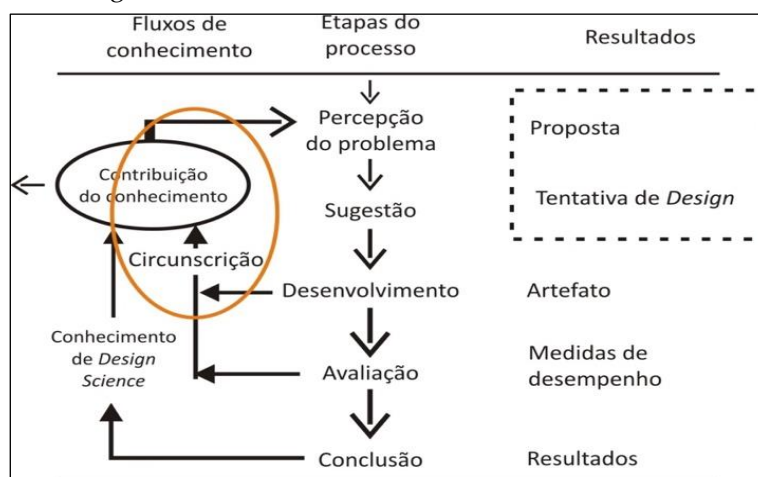 Fluxos de
conhecimento
Etapas do
processo
Resultados
Percepção
do problema
Proposta
Contribuição
do conhecimento
Sugestão
Tentativa de Design
Circunscrição
Desenvolvimento
Artefato
Conhecimento
de Design
Science
Avaliação
Medidas de
desempenho
Conclusão
Resultados